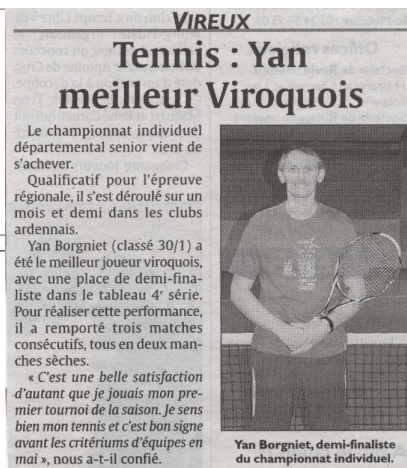 VIREUX
Tennis : Yan
meilleur Viroquois
Le championnat individuel
départemental senior vient de
s'achever.
Qualificatif pour l'épreuve
régionale, il s'est déroulé sur un
mois et demi dans les clubs
ardennais.
Yan Borgniet (classé 30/1) a
été le meilleur joueur viroquois,
avec une place de demi-fina-
liste dans le tableau 4e série.
Pour réaliser cette performance,
il a remporté trois matches
consécutifs, tous en deux man-
ches sèches.
« C'est une belle satisfaction
d'autant que je jouais mon pre-
mier tournoi de la saison. Je sens
bien mon tennis et c'est bon signe
avant les critériums d'équipes en
mai », nous a-t-il confié.
Yan Borgniet, demi-finaliste
du championnat individuel.